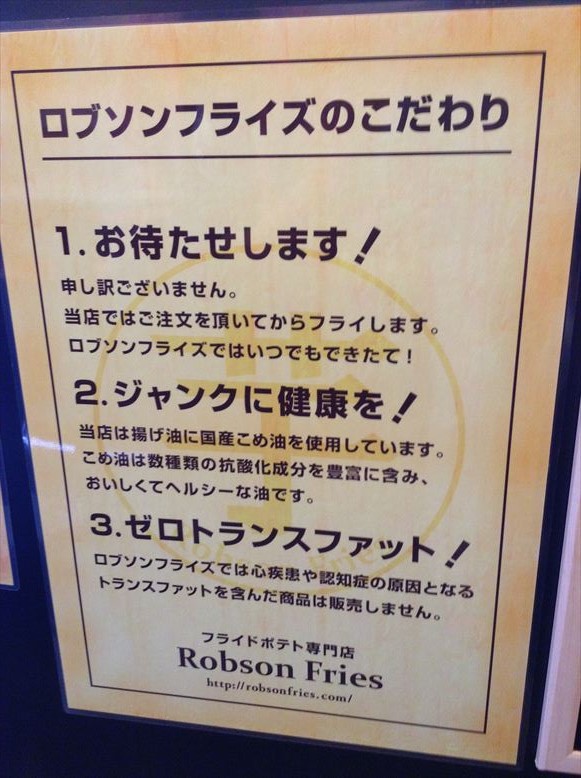 ロブソンフライズのこだわり
1.お待たせします！
申し訳ございません。
当店ではご注文を頂いてからフライします。
ロブソンフライズではいつでもできたて！
2.ジャンクに健康を！
当店は揚げ油に国産こめ油を使用しています。
こめ油は数種類の抗酸化成分を豊富に含み、
おいしくてヘルシーな油です。
3.ゼロトランスファット！
ロブソンフライズでは心疾患や認知症の原因となる
トランスファットを含んだ商品は販売しません。
フライドポテト専門店
Robson Fries
http://robsonfries.com/